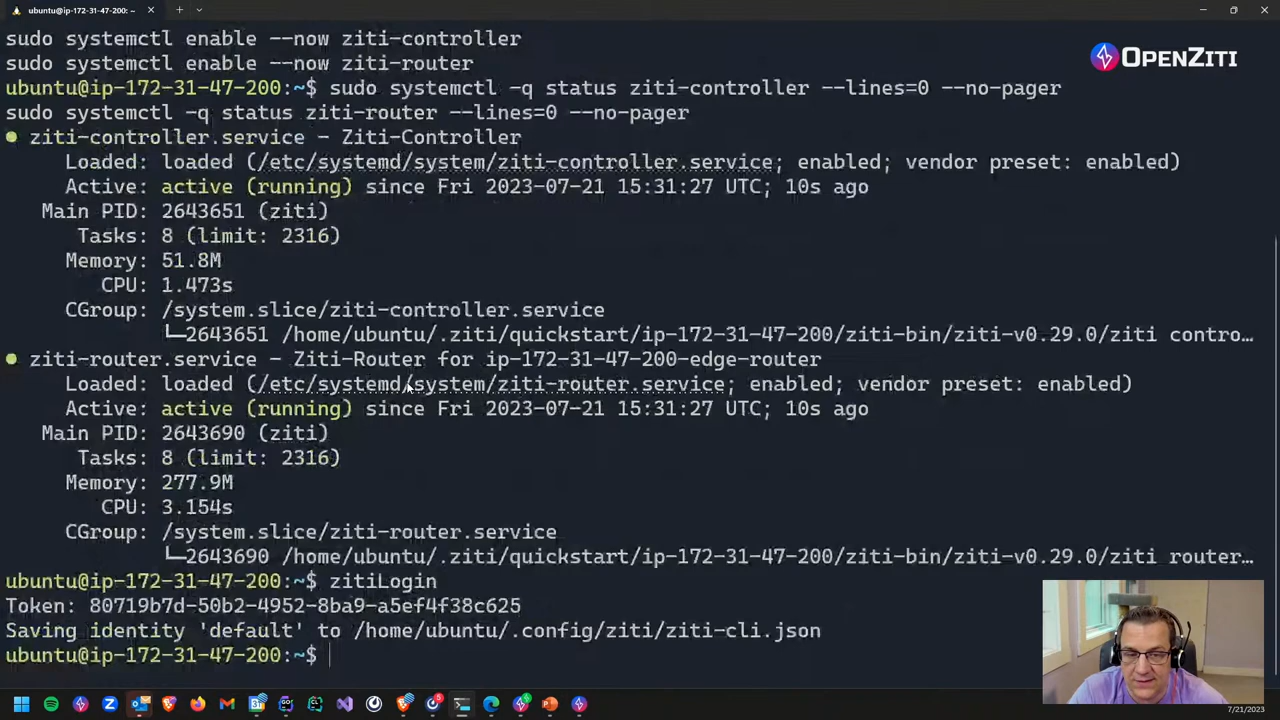 ubuntu@ip-172-31-47-200: ~
sudo systemctl enable --now ziti-controller
sudo systemctl enable --now ziti-router
OPENZITI
ubuntu@ip-172-31-47-200:~$ sudo systemctl -q status ziti-controller --lines=0 --no-pager
sudo systemctl -q status ziti-router --lines=0 --no-pager
● ziti-controller.service - Ziti-Controller
Loaded: loaded (/etc/systemd/system/ziti-controller.service; enabled; vendor preset: enabled)
Active: active (running) since Fri 2023-07-21 15:31:27 UTC; 10s ago
Main PID: 2643651 (ziti)
Tasks: 8 (limit: 2316)
Memory: 51.8M
CPU: 1.473s
CGroup: /system.slice/ziti-controller.service
└─2643651 /home/ubuntu/.ziti/quickstart/ip-172-31-47-200/ziti-bin/ziti-v0.29.0/ziti contro…
● ziti-router.service - Ziti-Router for ip-172-31-47-200-edge-router
Loaded: loaded (/etc/systemd/system/ziti-router.service; enabled; vendor preset: enabled)
Active: active (running) since Fri 2023-07-21 15:31:27 UTC; 10s ago
Main PID: 2643690 (ziti)
Tasks: 8 (limit: 2316)
Memory: 277.9M
CPU: 3.154s
CGroup: /system.slice/ziti-router.service
└─2643690 /home/ubuntu/.ziti/quickstart/ip-172-31-47-200/ziti-bin/ziti-v0.29.0/ziti router…
ubuntu@ip-172-31-47-200:~$ zitiLogin
Token: 80719b7d-50b2-4952-8ba9-a5ef4f38c625
Saving identity 'default' to /home/ubuntu/.config/ziti/ziti-cli.json
ubuntu@ip-172-31-47-200:~$
7/21/2023